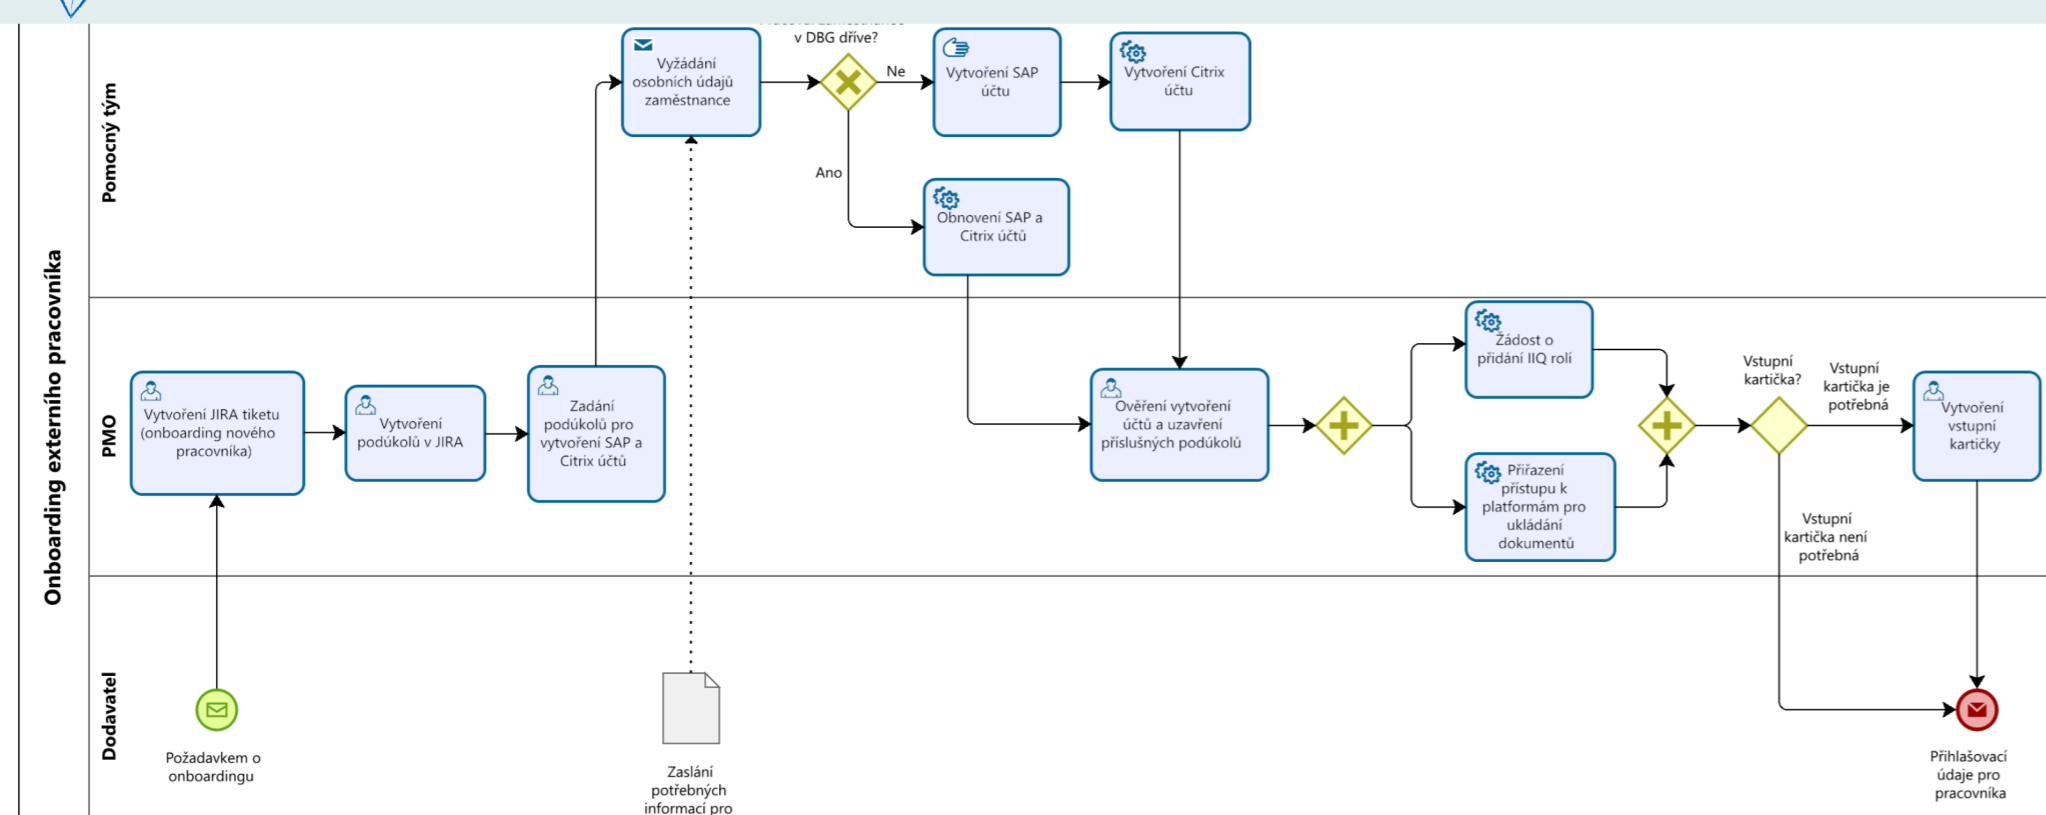 Onboarding externího pracovníka
Pomocný tým
v DBG dříve?
Vyžádání
osobních údajů
zaměstnance
Ne
Vytvoření SAP
účtu
Vytvoření Citrix
účtu
Ano
Obnovení SAP a
Citrix účtů
PMO
Vytvoření JIRA tiketu
(onboarding nového
pracovníka)
Vytvoření
podúkolů v JIRA
Zadání
podúkolů pro
vytvoření SAP a
Citrix účtů
Ověření vytvoření
účtů a uzavření
příslušných podúkolů
Žádost o
přidání IIQ rolí
Přiřazení
přístupu k
platformám pro
ukládání
dokumentů
Vstupní
kartička?
Vstupní
kartička je
potřebná
Vytvoření
vstupní
kartičky
Vstupní
kartička není
potřebná
Dodavatel
Požadavkem o
onboardingu
Zaslání
potřebných
informací pro
Přihlašovací
údaje pro
pracovníka